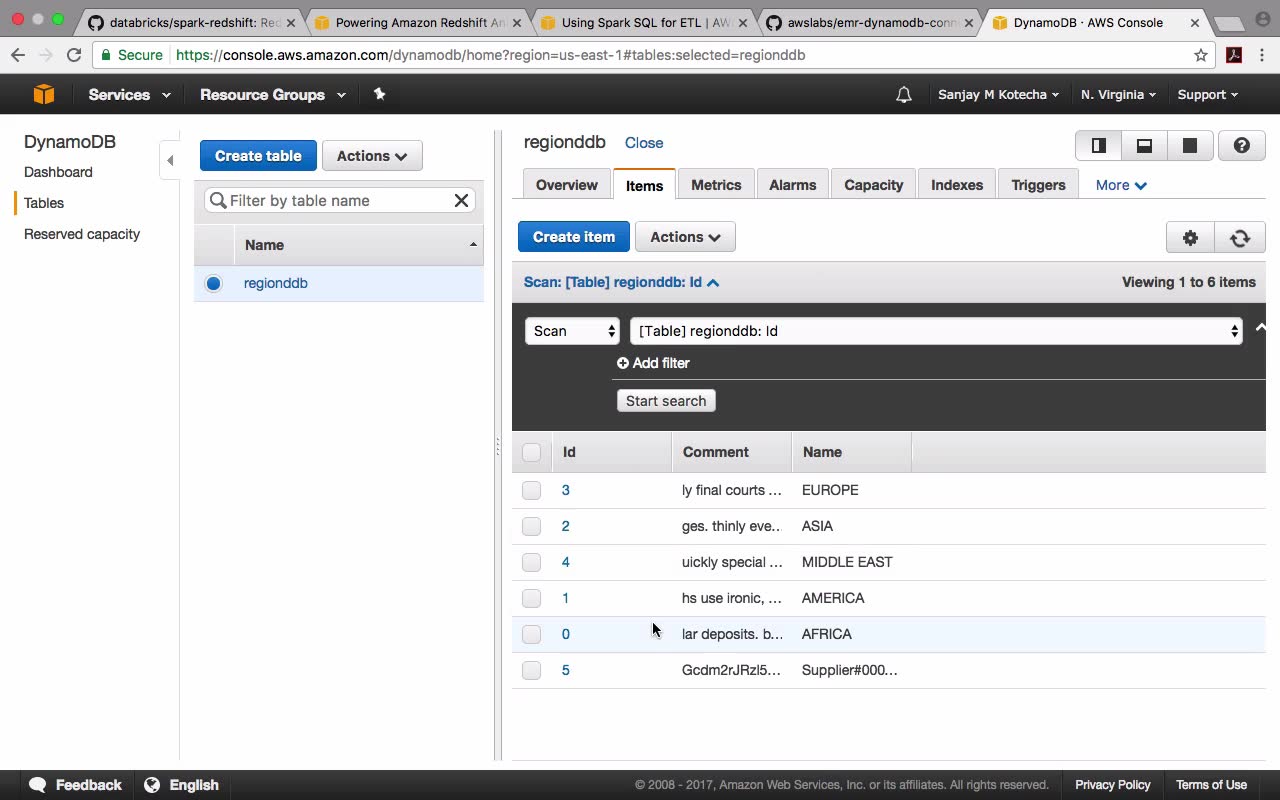 databricks/spark-redshift: Red
Powering Amazon Redshift An
Using Spark SQL for ETL | AW
awslabs/emr-dynamodb-conn
DynamoDB · AWS Console
Secure https://console.aws.amazon.com/dynamodb/home?region=us-east-1#tables:selected=regionddb
Services Resource Groups Sanjay M Kotecha N. Virginia Support
DynamoDB
Dashboard
Tables
Reserved capacity
Create table Actions
Filter by table name
Name
regionddb
regionddb Close
Overview Items Metrics Alarms Capacity Indexes Triggers More
Create item Actions
Scan: [Table] regionddb: Id Viewing 1 to 6 items
Scan [Table] regionddb: Id
Add filter
Start search
Id Comment Name
3 ly final courts ... EUROPE
2 ges. thinly eve... ASIA
4 uickly special ... MIDDLE EAST
1 hs use ironic, ... AMERICA
0 lar deposits. b... AFRICA
5 Gcdm2rJRzl5... Supplier#000...
Feedback English © 2008 - 2017, Amazon Web Services, Inc. or its affiliates. All rights reserved. Privacy Policy Terms of Use